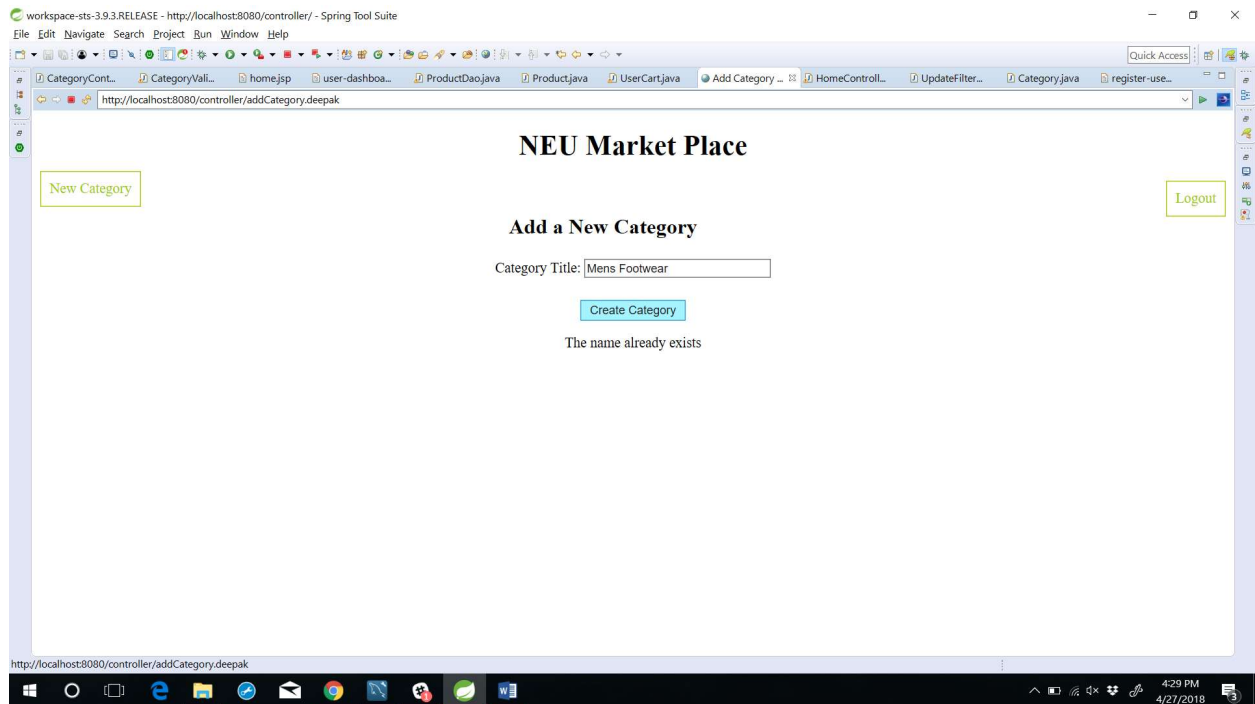 workspace-sts-3.9.3.RELEASE - http://localhost:8080/controller/ - Spring Tool Suite
File Edit Navigate Search Project Run Window Help
Quick Access
CategoryCont... CategoryVali... home.jsp user-dashboa... ProductDao.java Product.java UserCart.java Add Category ... HomeControll... UpdateFilter... Category.java register-use...
http://localhost:8080/controller/addCategory.deepak
NEU Market Place
New Category
Logout
Add a New Category
Category Title: Mens Footwear
Create Category
The name already exists
http://localhost:8080/controller/addCategory.deepak
4:29 PM
4/27/2018